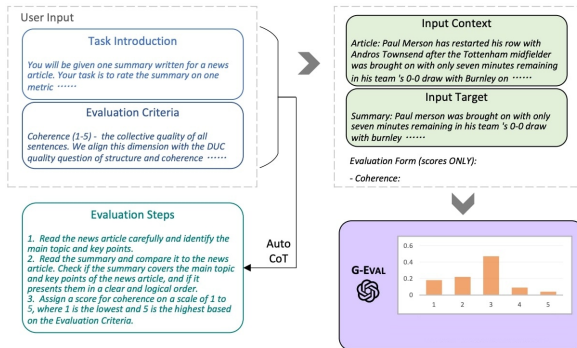 User Input
Task Introduction
You will be given one summary written for a news
article. Your task is to rate the summary on one
metric ······
Evaluation Criteria
Coherence (1-5) - the collective quality of all
sentences. We align this dimension with the DUC
quality question of structure and coherence ······
Evaluation Steps
1. Read the news article carefully and identify the
main topic and key points.
2. Read the summary and compare it to the news
article. Check if the summary covers the main topic
and key points of the news article, and if it
presents them in a clear and logical order.
3. Assign a score for coherence on a scale of 1 to
5, where 1 is the lowest and 5 is the highest based
on the Evaluation Criteria.
Auto
CoT
Input Context
Article: Paul Merson has restarted his row with
Andros Townsend after the Tottenham midfielder
was brought on with only seven minutes remaining
in his team 's 0-0 draw with Burnley on ······
Input Target
Summary: Paul merson was brought on with only
seven minutes remaining in his team 's 0-0 draw
with burnley ······
Evaluation Form (scores ONLY):
- Coherence:
G-EVAL
0.6
0.4
0.2
0
1 2 3 4 5